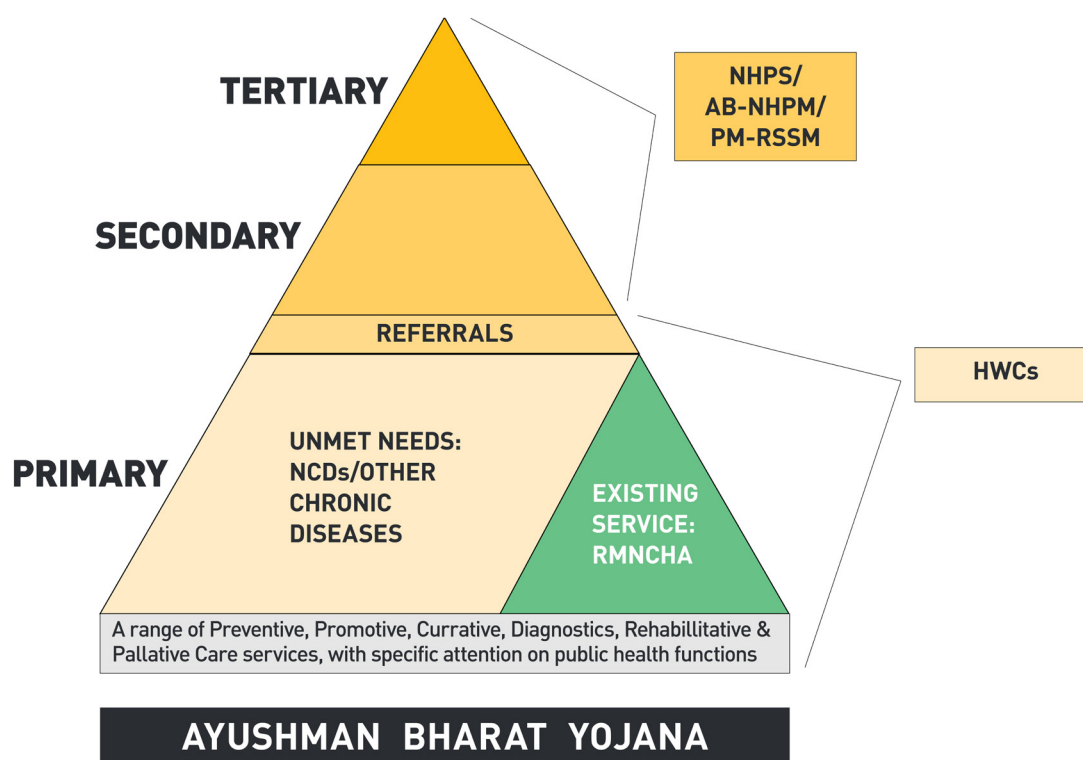 TERTIARY
NHPS/
AB-NHPM/
PM-RSSM
SECONDARY
REFERRALS
HWCs
PRIMARY
UNMET NEEDS:
NCDs/OTHER
CHRONIC
DISEASES
EXISTING
SERVICE:
RMNCHA
A range of Preventive, Promotive, Currative, Diagnostics, Rehabillitative &
Pallative Care services, with specific attention on public health functions
AYUSHMAN BHARAT YOJANA